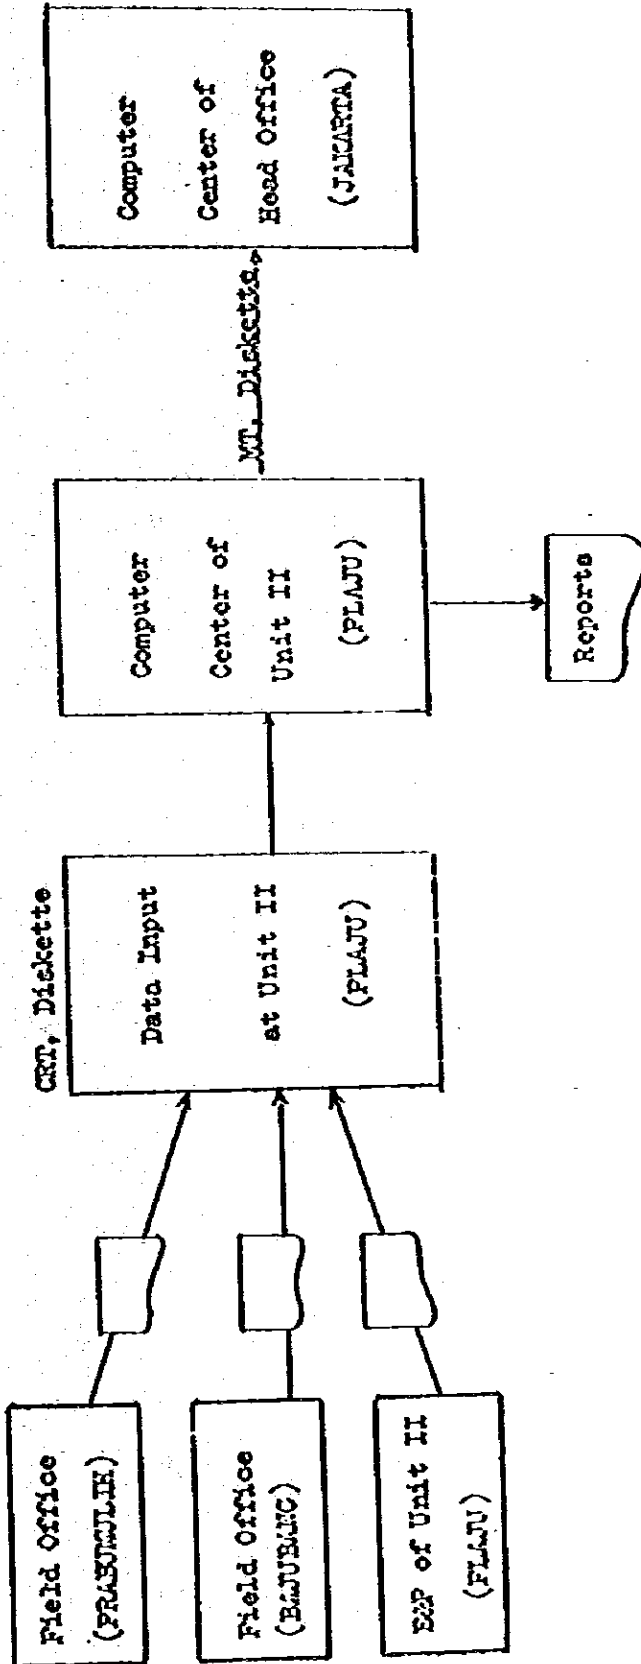 Field Office
(PRABUMULIH)
Field Office
(BAJUBANG)
E&P of Unit II
(PLAJU)
CRT, Diskette
Data Input
at Unit II
(PLAJU)
Computer
Center of
Unit II
(PLAJU)
Reports
MT, Diskette
Computer
Center of
Head Office
(JAKARTA)